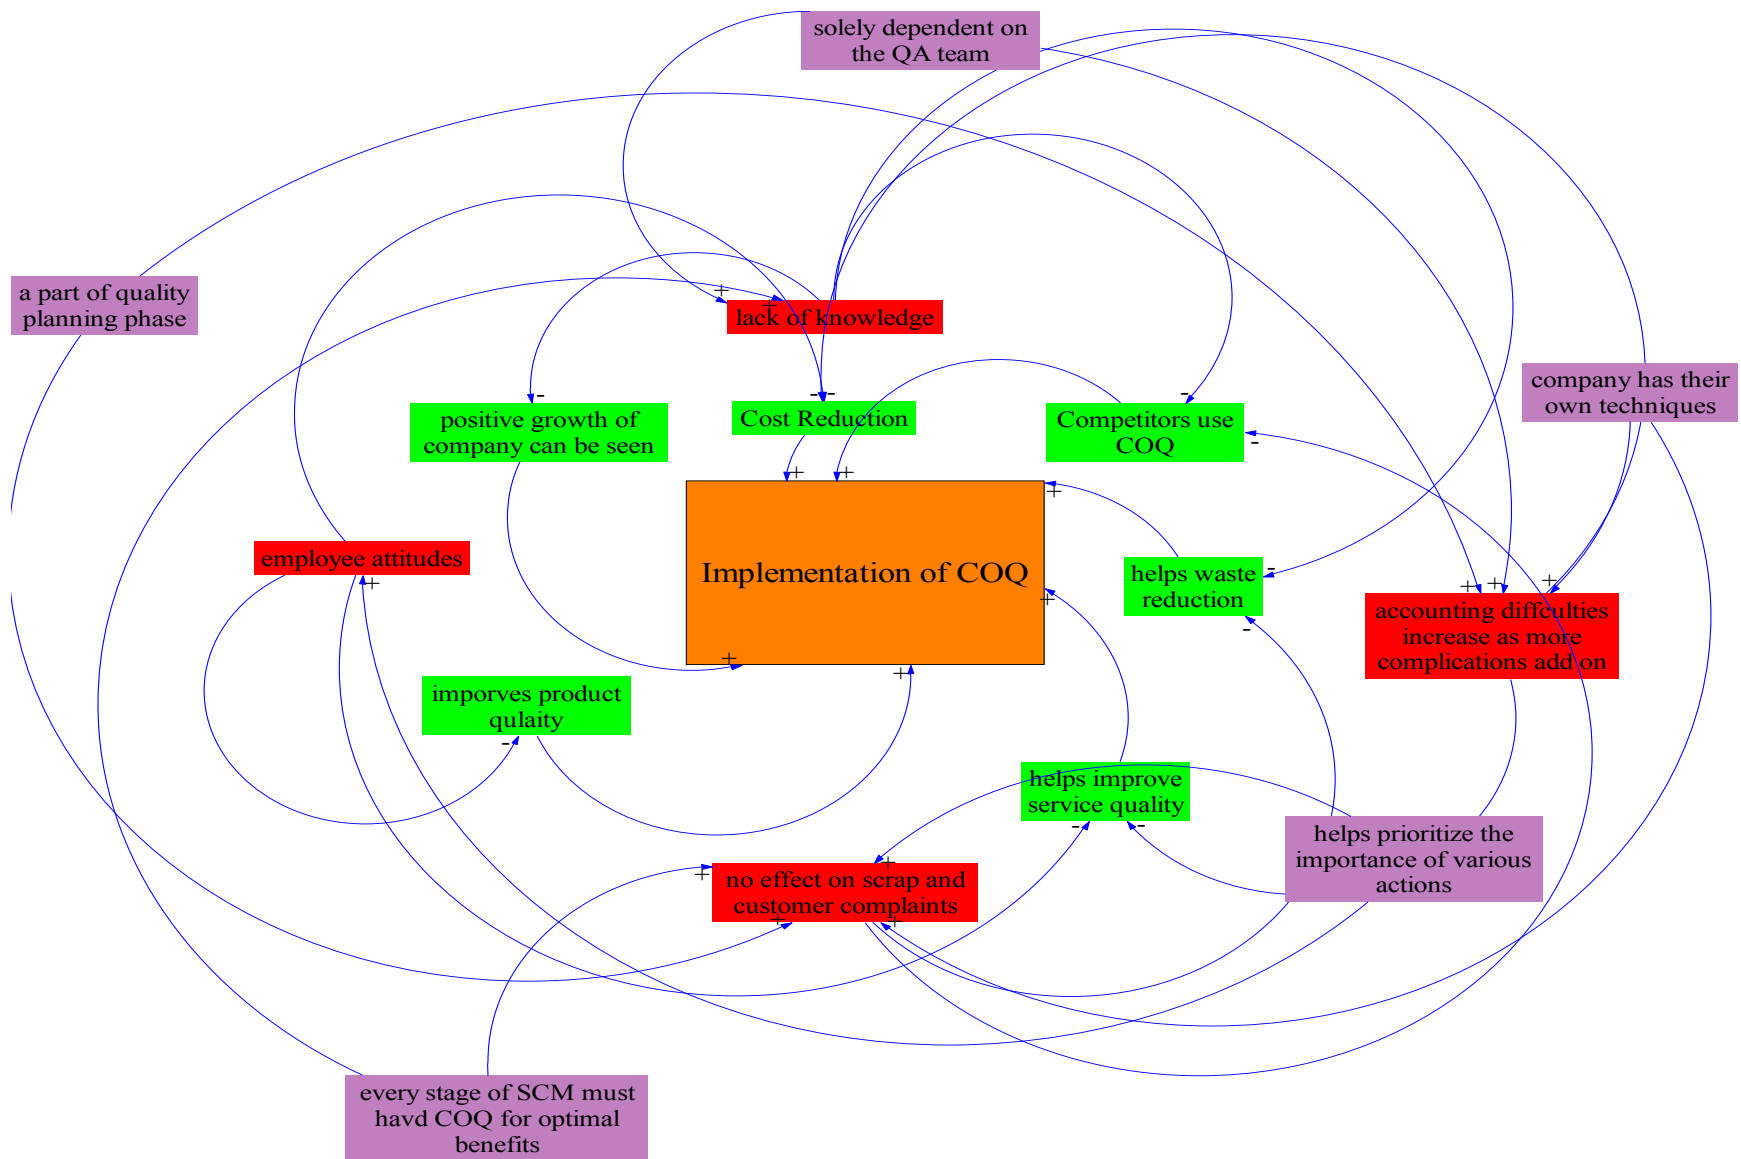 solely dependent on
the QA team
a part of quality
planning phase
+
+
lack of knowledge
company has their
own techniques
positive growth of
company can be seen
-
Cost Reduction
-
-
Competitors use
COQ
-
-
+
+
+
Implementation of COQ
employee attitudes
+
helps waste
reduction
-
-
+
+
+
+
accounting diffculties
increase as more
complications add on
+
+
imporves product
qulaity
-
helps improve
service quality
-
-
helps prioritize the
importance of various
actions
no effect on scrap and
customer complaints
+
+
+
+
every stage of SCM must
havd COQ for optimal
benefits